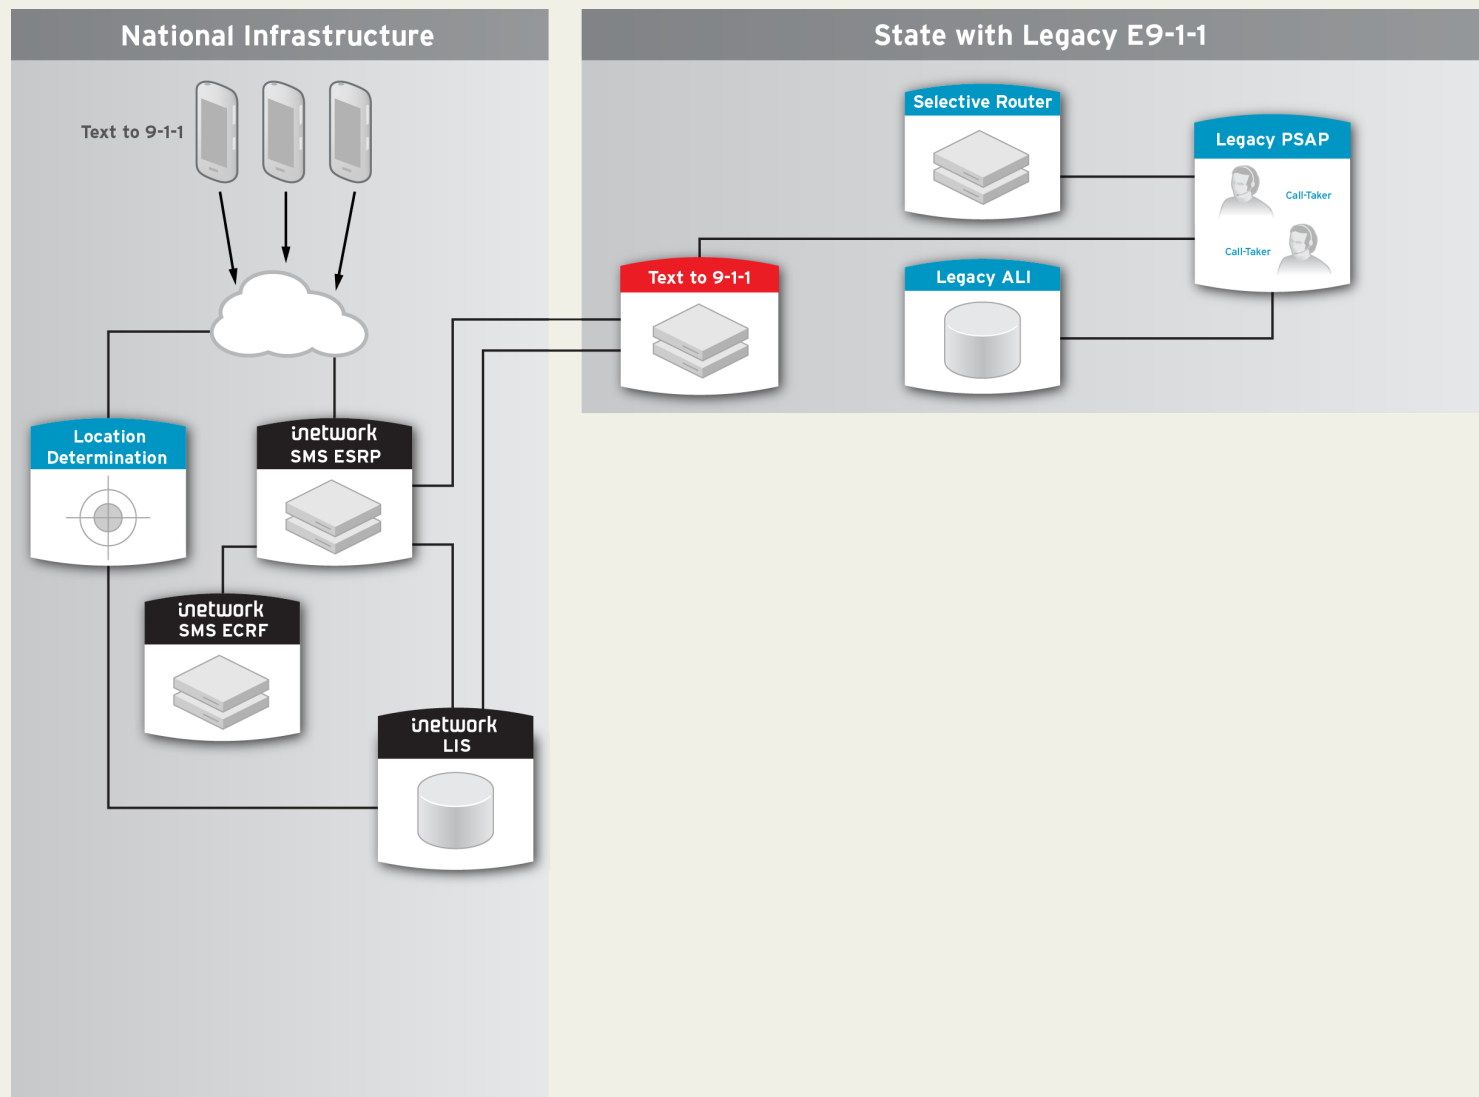 National Infrastructure
Text to 9-1-1
Location
Determination
inetwork
SMS ESRP
inetwork
SMS ECRF
inetwork
LIS
State with Legacy E9-1-1
Selective Router
Legacy PSAP
Call-Taker
Call-Taker
Text to 9-1-1
Legacy ALI